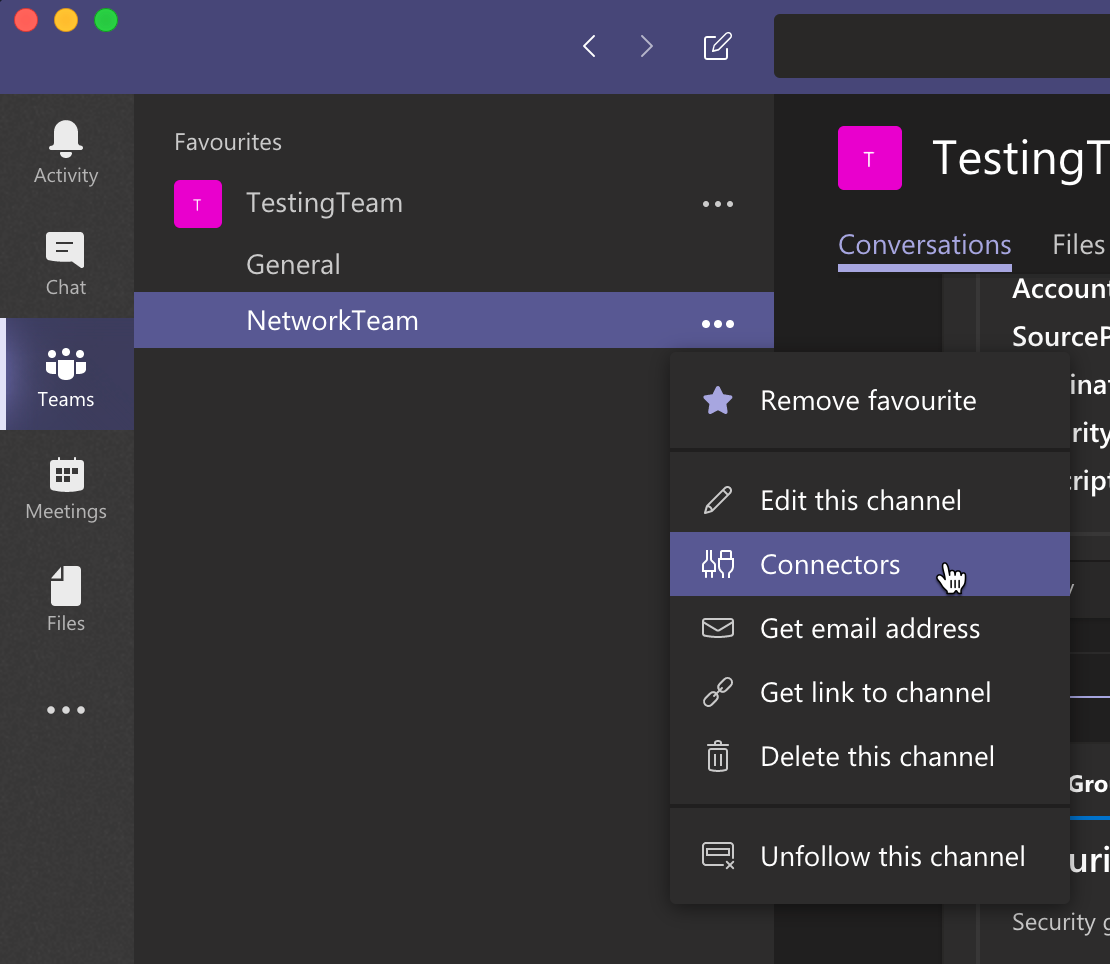 Activity
Chat
Teams
Meetings
Files
Favourites
T
TestingTeam
General
NetworkTeam
Remove favourite
Edit this channel
Connectors
Get email address
Get link to channel
Delete this channel
Unfollow this channel
T
TestingT
Conversations Files
Account
SourceP
inat
rity
cript
Gro
uri
Security g